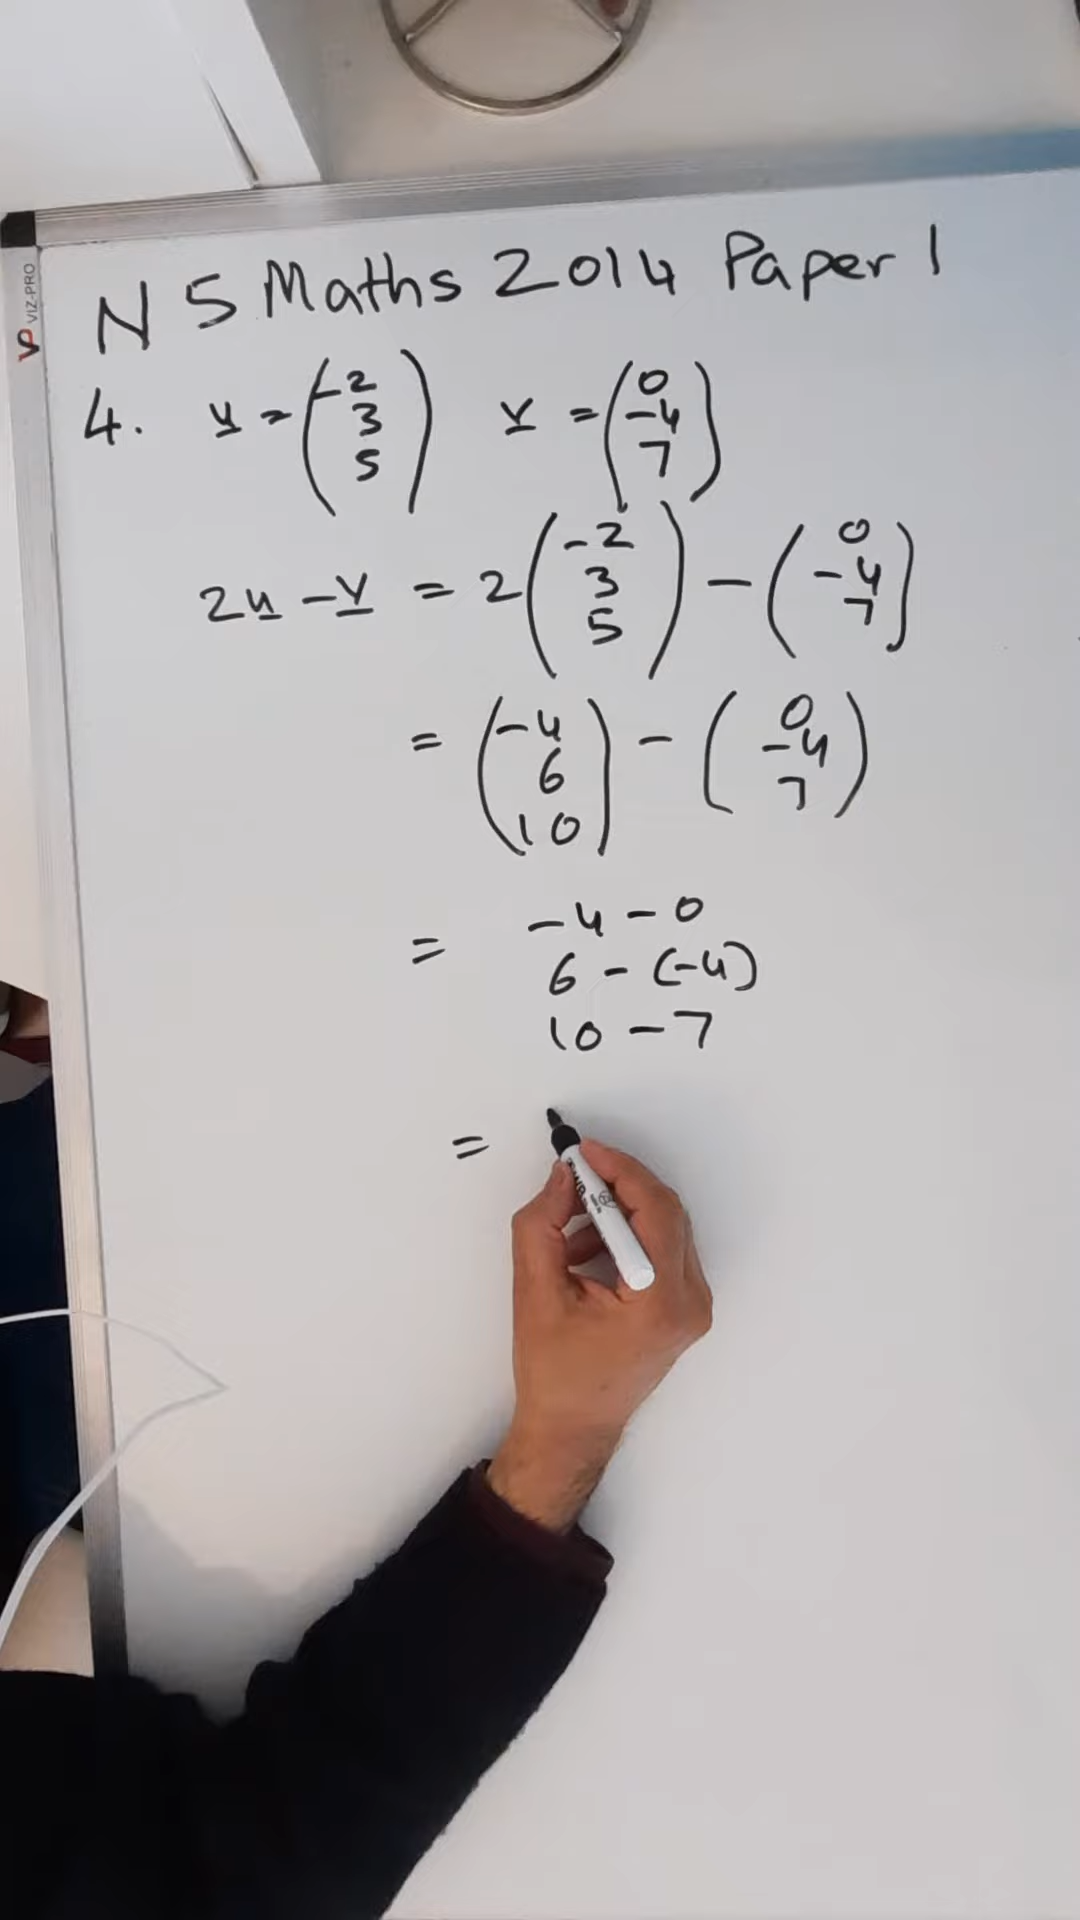 VP VIZ-PRO
N5 Maths 2014 Paper 1
4. u = (-2 3 5) v = (0 -4 7)
2u - v = 2(-2 3 5) - (0 -4 7)
= (-4 6 10) - (0 -4 7)
= -4 - 0
6 - (-4)
10 - 7
=